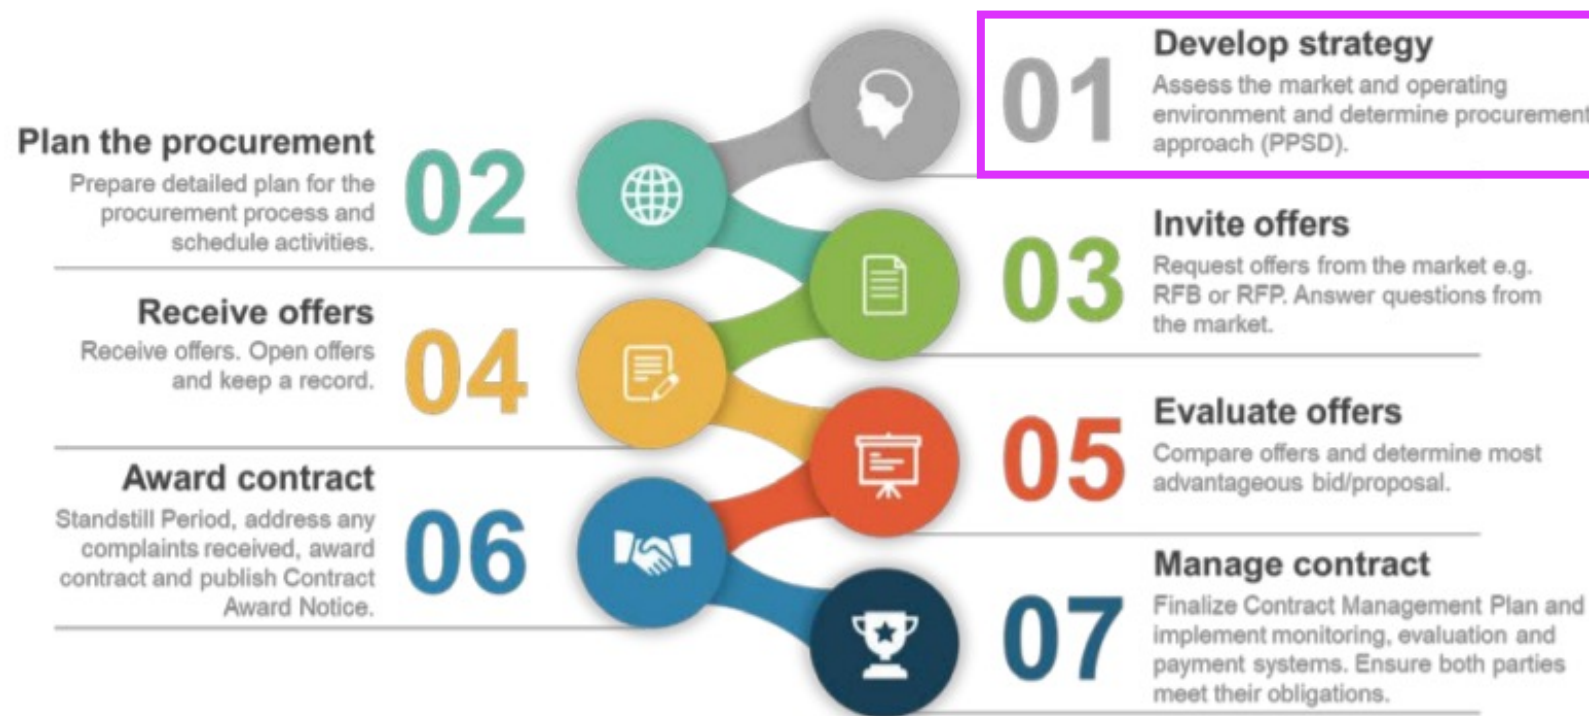 01
Develop strategy
Assess the market and operating
environment and determine procurement
approach (PPSD).
Plan the procurement
Prepare detailed plan for the
procurement process and
schedule activities.
02
03
Invite offers
Request offers from the market e.g.
RFB or RFP. Answer questions from
the market.
Receive offers
Receive offers. Open offers
and keep a record.
04
05
Evaluate offers
Compare offers and determine most
advantageous bid/proposal.
Award contract
Standstill Period, address any
complaints received, award
contract and publish Contract
Award Notice.
06
07
Manage contract
Finalize Contract Management Plan and
implement monitoring, evaluation and
payment systems. Ensure both parties
meet their obligations.